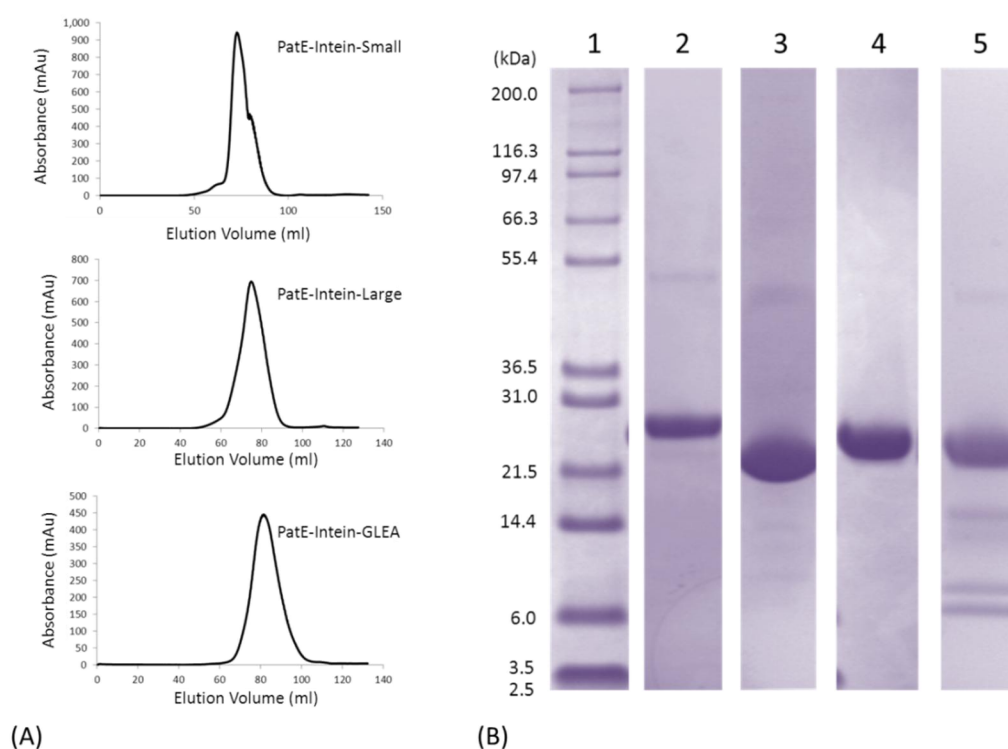 1,000
900
800
700
600
500
400
300
200
100
0
Absorbance (mAu)
PatE-Intein-Small
0 50 100 150
Elution Volume (ml)
800
700
600
500
400
300
200
100
0
Absorbance (mAu)
PatE-Intein-Large
0 20 40 60 80 100 120 140
Elution Volume (ml)
500
450
400
350
300
250
200
150
100
50
0
Absorbance (mAu)
PatE-Intein-GLEA
0 20 40 60 80 100 120 140
Elution Volume (ml)
(A)
1 2 3 4 5
(kDa)
200.0
116.3
97.4
66.3
55.4
36.5
31.0
21.5
14.4
6.0
3.5
2.5
(B)